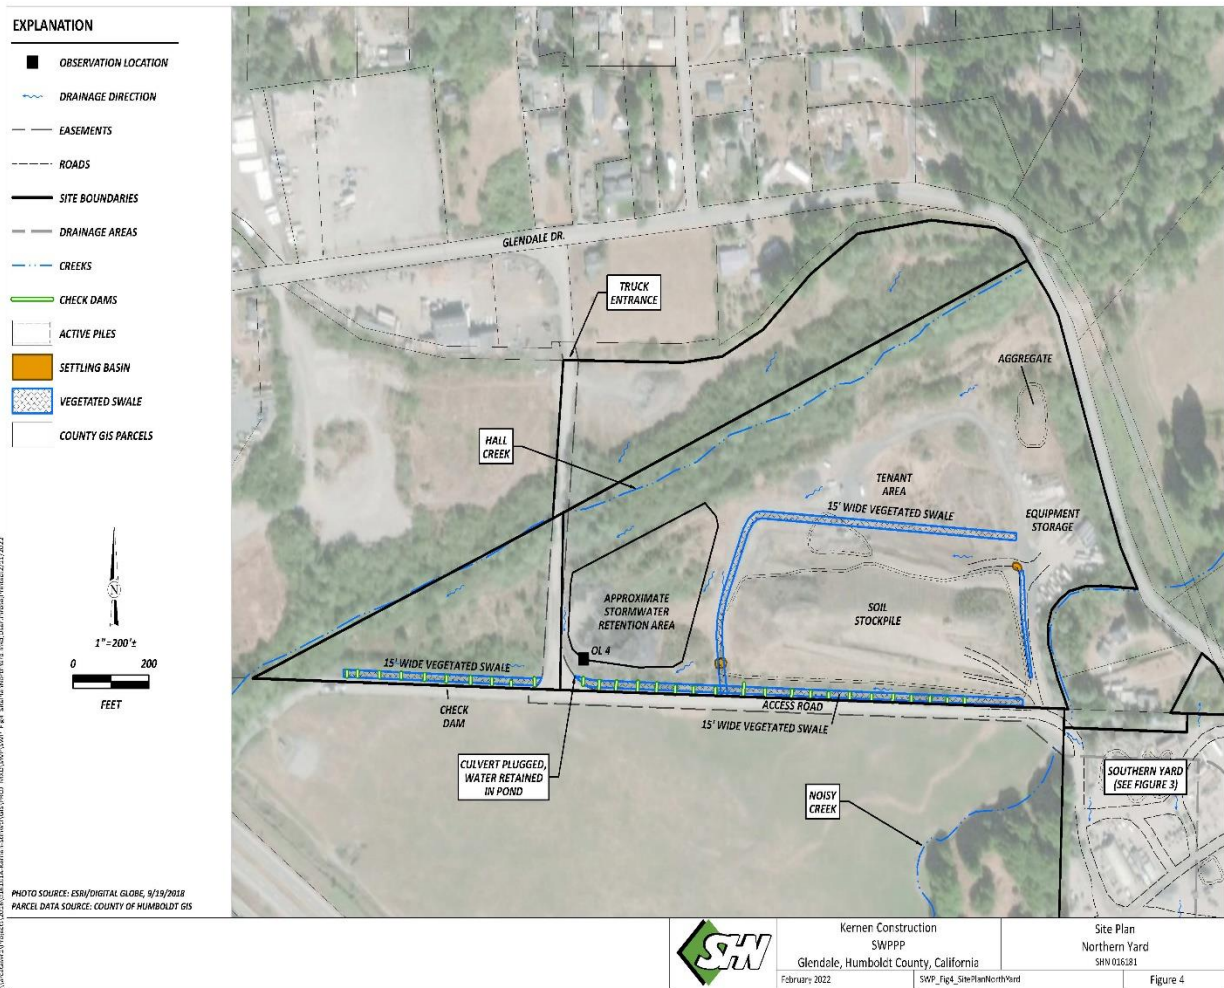 EXPLANATION
OBSERVATION LOCATION
DRAINAGE DIRECTION
EASEMENTS
ROADS
SITE BOUNDARIES
DRAINAGE AREAS
CREEKS
CHECK DAMS
ACTIVE PILES
SETTLING BASIN
VEGETATED SWALE
COUNTY GIS PARCELS
N
1"=200'±
0 200
FEET
PHOTO SOURCE: ESRI/DIGITAL GLOBE, 9/19/2018
PARCEL DATA SOURCE: COUNTY OF HUMBOLDT GIS
GLENDALE DR.
TRUCK
ENTRANCE
HALL
CREEK
AGGREGATE
TENANT
AREA
15' WIDE VEGETATED SWALE
EQUIPMENT
STORAGE
APPROXIMATE
STORMWATER
RETENTION AREA
SOIL
STOCKPILE
OL 4
15' WIDE VEGETATED SWALE
CHECK
DAM
ACCESS ROAD
15' WIDE VEGETATED SWALE
CULVERT PLUGGED,
WATER RETAINED
IN POND
NOISY
CREEK
SOUTHERN YARD
(SEE FIGURE 3)
SHN
Kernen Construction
SWPPP
Glendale, Humboldt County, California
Site Plan
Northern Yard
SHN 016181
February 2022
SWP_Fig4_SitePlanNorthYard
Figure 4